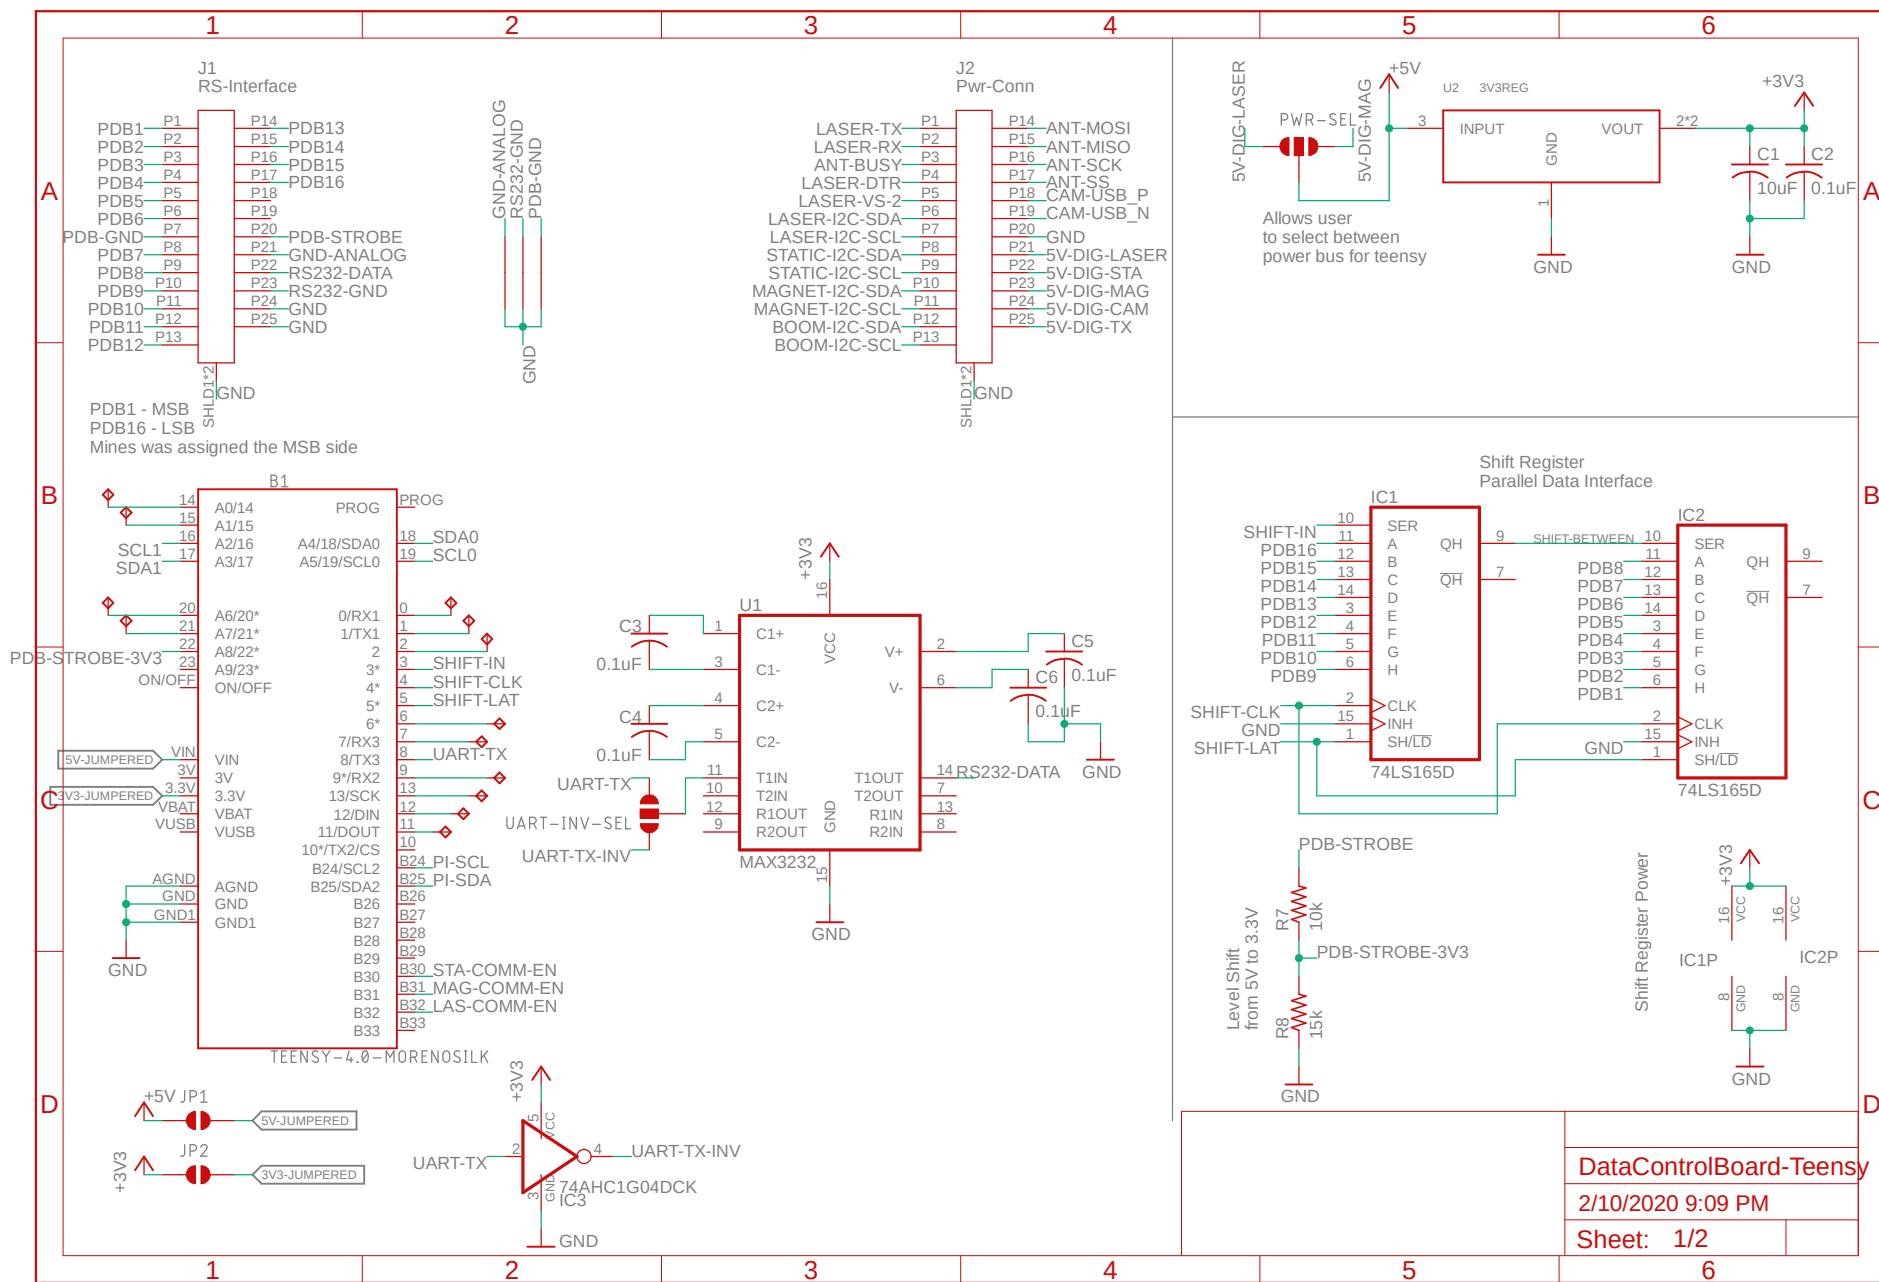 1 2 3 4 5 6
A
B
C
D
J1
RS-Interface
PDB1 P1 P14 PDB13
PDB2 P2 P15 PDB14
PDB3 P3 P16 PDB15
PDB4 P4 P17 PDB16
PDB5 P5 P18
PDB6 P6 P19
PDB-GND P7 P20 PDB-STROBE
PDB7 P8 P21 GND-ANALOG
PDB8 P9 P22 RS232-DATA
PDB9 P10 P23 RS232-GND
PDB10 P11 P24 GND
PDB11 P12 P25 GND
PDB12 P13
SHLD1*2
GND
PDB1 - MSB
PDB16 - LSB
Mines was assigned the MSB side
GND-ANALOG
RS232-GND
PDB-GND
GND
J2
Pwr-Conn
LASER-TX P1 P14 ANT-MOSI
LASER-RX P2 P15 ANT-MISO
ANT-BUSY P3 P16 ANT-SCK
LASER-DTR P4 P17 ANT-SS
LASER-VS-2 P5 P18 CAM-USB_P
LASER-I2C-SDA P6 P19 CAM-USB_N
LASER-I2C-SCL P7 P20 GND
STATIC-I2C-SDA P8 P21 5V-DIG-LASER
STATIC-I2C-SCL P9 P22 5V-DIG-STA
MAGNET-I2C-SDA P10 P23 5V-DIG-MAG
MAGNET-I2C-SCL P11 P24 5V-DIG-CAM
BOOM-I2C-SDA P12 P25 5V-DIG-TX
BOOM-I2C-SCL P13
SHLD1*2
GND
5V-DIG-LASER
PWR-SEL
5V-DIG-MAG
+5V
Allows user
to select between
power bus for teensy
U2 3V3REG
3 INPUT VOUT 2*2
GND
1
GND
+3V3
C1 C2
10uF 0.1uF
GND
B1
14 A0/14 PROG PROG
15 A1/15
SCL1 16 A2/16 A4/18/SDA0 18 SDA0
SDA1 17 A3/17 A5/19/SCL0 19 SCL0
20 A6/20* 0/RX1 0
21 A7/21* 1/TX1 1
PDB-STROBE-3V3 22 A8/22* 2 2
23 A9/23* 3* 3 SHIFT-IN
ON/OFF ON/OFF 4* 4 SHIFT-CLK
5* 5 SHIFT-LAT
6* 6
7/RX3 7
5V-JUMPERED VIN VIN 8/TX3 8 UART-TX
3V 3V 9*/RX2 9
3V3-JUMPERED 3.3V 3.3V 13/SCK 13
VBAT VBAT 12/DIN 12
VUSB VUSB 11/DOUT 11
10*/TX2/CS 10
B24/SCL2 B24 PI-SCL
AGND AGND B25/SDA2 B25 PI-SDA
GND GND B26 B26
GND1 GND1 B27 B27
B28 B28
B29 B29
GND B30 B30 STA-COMM-EN
B31 B31 MAG-COMM-EN
B32 B32 LAS-COMM-EN
B33 B33
TEENSY-4.0-MORENOSILK
+5V JP1
5V-JUMPERED
+3V3 JP2
3V3-JUMPERED
+3V3
5 VCC
UART-TX 2 4 UART-TX-INV
3 GND
74AHC1G04DCK
IC3
GND
+3V3
16
U1
C3
0.1uF
1 C1+ VCC V+ 2
3 C1- V- 6
C4
0.1uF
4 C2+
5 C2-
C5
0.1uF
C6
0.1uF
GND
UART-TX
UART-INV-SEL
UART-TX-INV
11 T1IN T1OUT 14 RS232-DATA
10 T2IN T2OUT 7
12 R1OUT R1IN 13
9 R2OUT R2IN 8
GND
MAX3232
15
GND
Shift Register
Parallel Data Interface
IC1
SHIFT-IN 10 SER
PDB16 11 A QH 9 SHIFT-BETWEEN
PDB15 12 B
PDB14 13 C QH 7
PDB13 14 D
PDB12 3 E
PDB11 4 F
PDB10 5 G
PDB9 6 H
SHIFT-CLK 2 CLK
GND 15 INH
SHIFT-LAT 1 SH/LD
74LS165D
IC2
10 SER
PDB8 11 A QH 9
PDB7 12 B
PDB6 13 C QH 7
PDB5 14 D
PDB4 3 E
PDB3 4 F
PDB2 5 G
PDB1 6 H
2 CLK
GND 15 INH
1 SH/LD
74LS165D
PDB-STROBE
R7
10k
PDB-STROBE-3V3
R8
15k
GND
Level Shift
from 5V to 3.3V
Shift Register Power
+3V3
16 VCC 16 VCC
IC1P IC2P
8 GND 8 GND
GND
DataControlBoard-Teensy
2/10/2020 9:09 PM
Sheet: 1/2
A
B
C
D
1 2 3 4 5 6